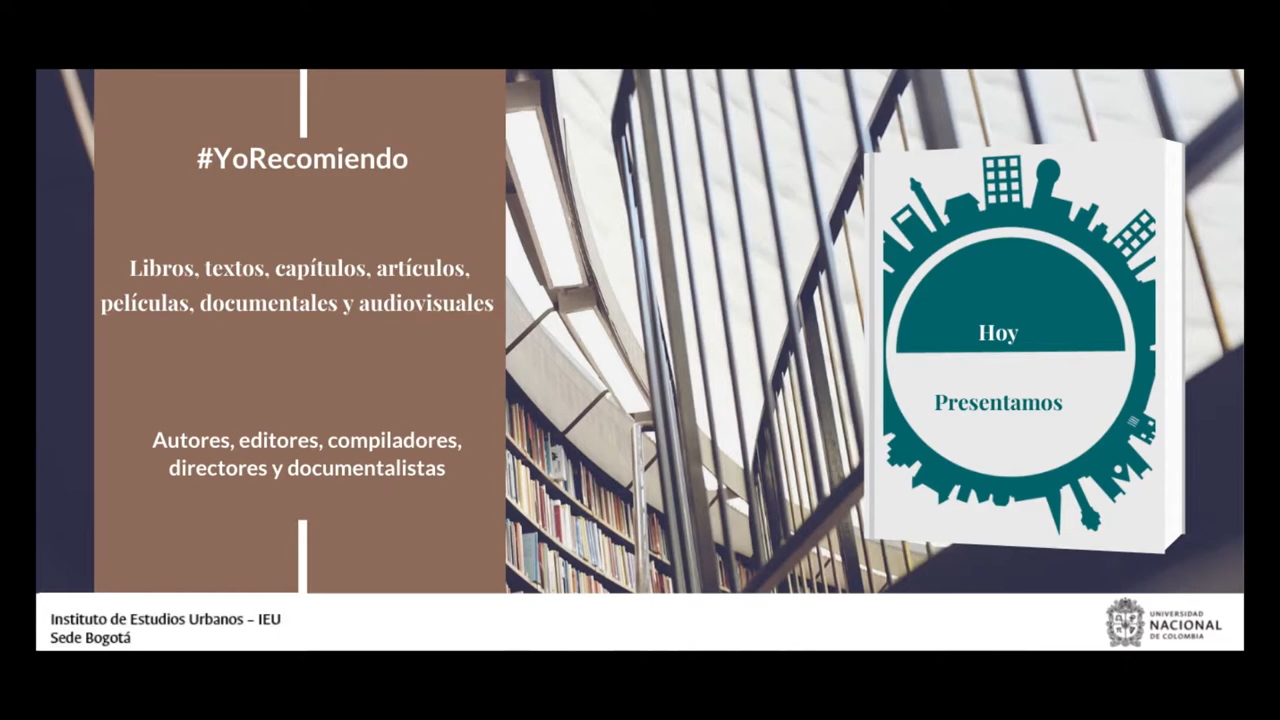 #YoRecomiendo
Libros, textos, capítulos, artículos,
películas, documentales y audiovisuales
Autores, editores, compiladores,
directores y documentalistas
Hoy
Presentamos
Instituto de Estudios Urbanos – IEU
Sede Bogotá
UNIVERSIDAD
NACIONAL
DE COLOMBIA